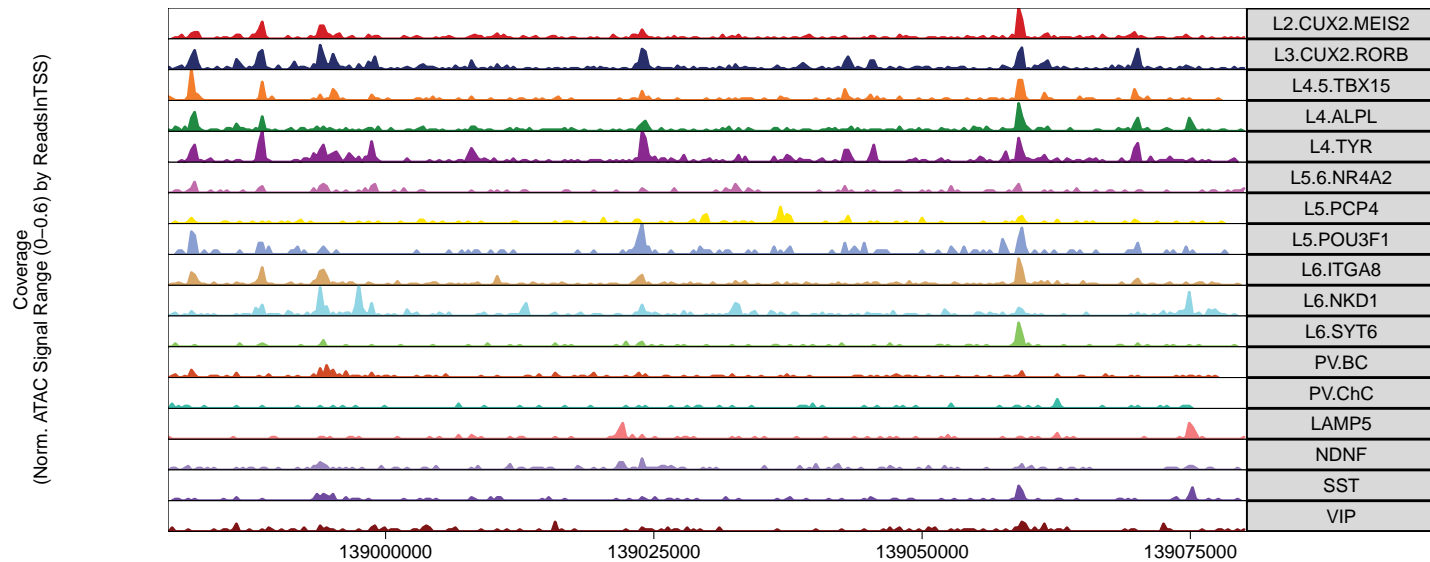 Coverage
(Norm. ATAC Signal Range (0–0.6) by ReadsInTSS)
L2.CUX2.MEIS2
L3.CUX2.RORB
L4.5.TBX15
L4.ALPL
L4.TYR
L5.6.NR4A2
L5.PCP4
L5.POU3F1
L6.ITGA8
L6.NKD1
L6.SYT6
PV.BC
PV.ChC
LAMP5
NDNF
SST
VIP
139000000 139025000 139050000 139075000